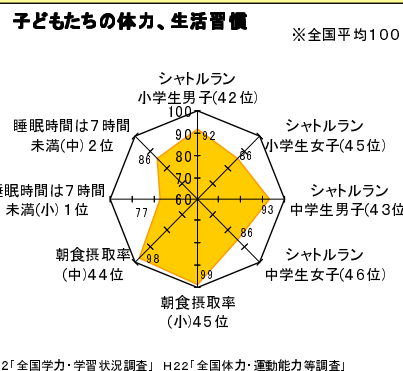 子どもたちの体力、生活習慣
※全国平均100
シャトルラン
小学生男子(42位)
100
90
80
70
60
92
シャトルラン
小学生女子(45位)
86
シャトルラン
中学生男子(43位
93
シャトルラン
中学生女子(46位)
86
朝食摂取率
(小)45位
99
朝食摂取率
(中)44位
98
睡眠時間は7時間
未満(小)1位
77
睡眠時間は7時間
未満(中)2位
86
2「全国学力・学習状況調査」 H22「全国体力・運動能力等調査」